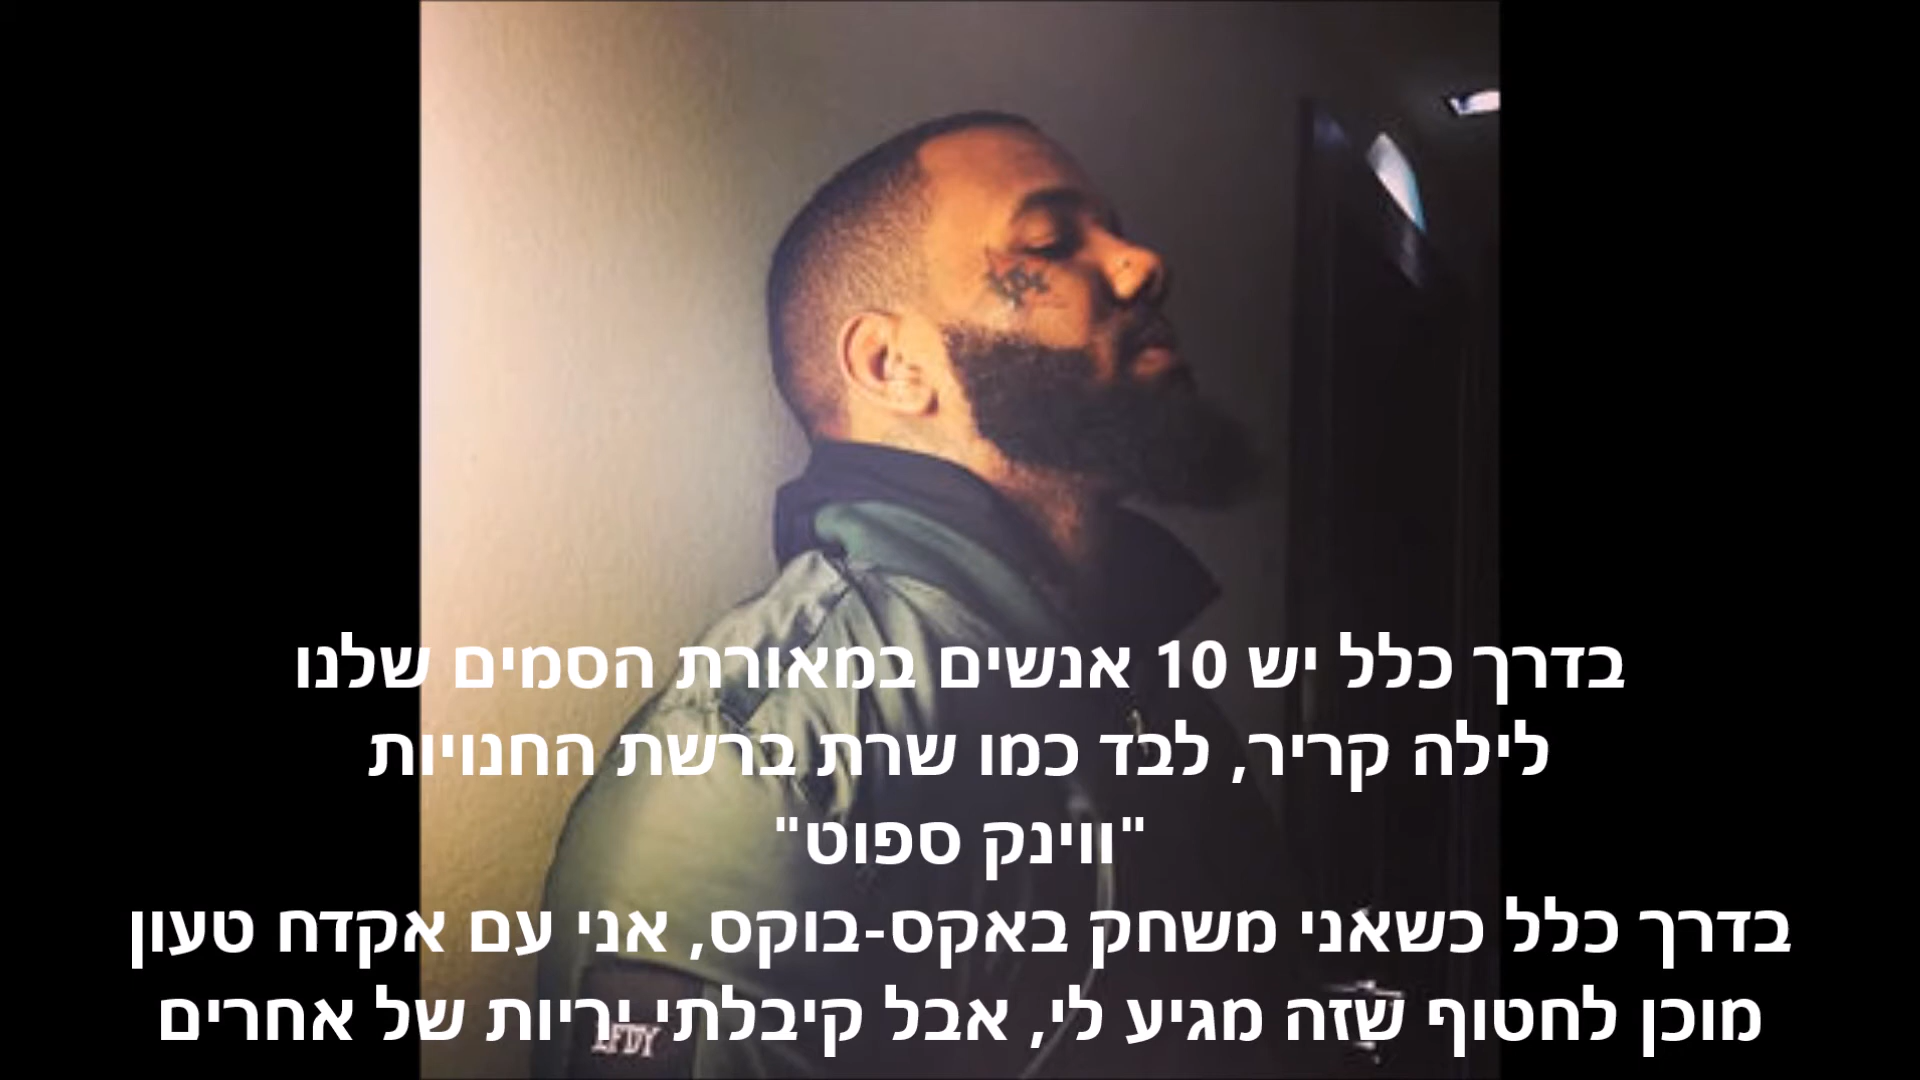 בדרך כלל יש 10 אנשים במאורת הסמים שלנו
לילה קריר, לבד כמו שרת ברשת החנויות
"ווינק ספוט"
בדרך כלל כשאני משחק באקס-בוקס, אני עם אקדח טעון
מוכן לחטוף שזה מגיע לי, אבל קיבלתי יריות של אחרים